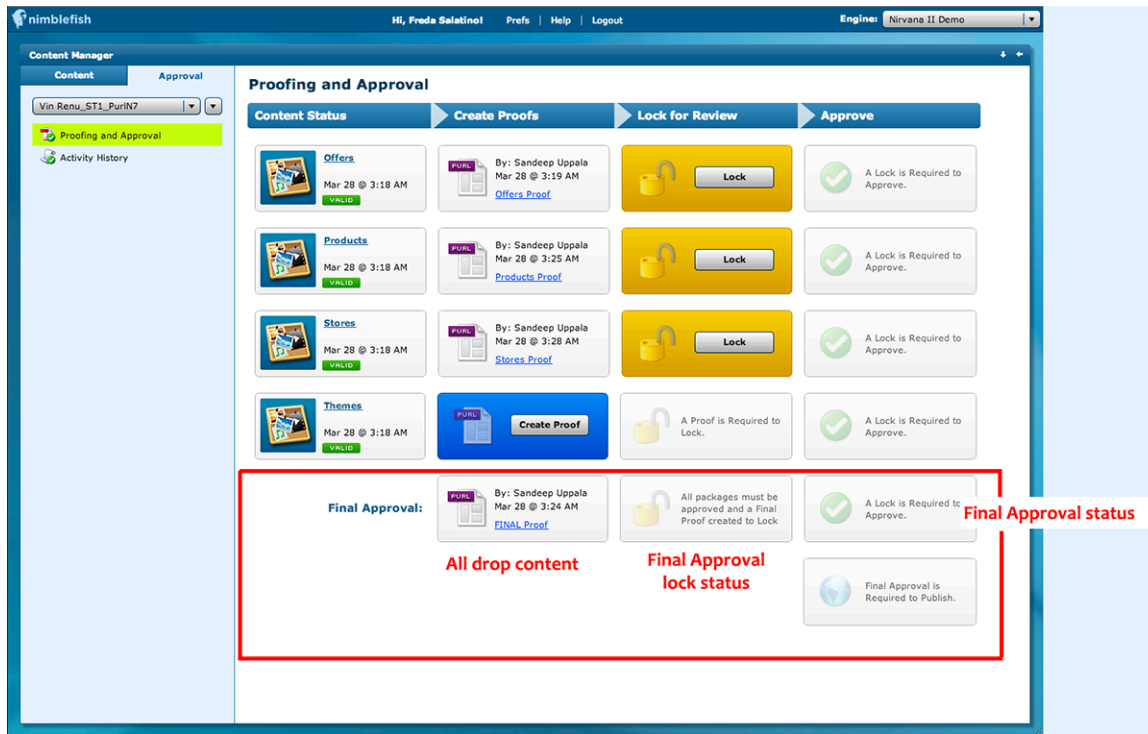 nimblefish
Hi, Freda Salatino! Prefs | Help | Logout
Engine: Nirvana II Demo
Content Manager
Content Approval
Vin Renu_ST1_PurlN7
Proofing and Approval
Activity History
Proofing and Approval
Content Status Create Proofs Lock for Review Approve
Offers
Mar 28 @ 3:18 AM
VALID
PURL
By: Sandeep Uppala
Mar 28 @ 3:19 AM
Offers Proof
Lock
A Lock is Required to
Approve.
Products
Mar 28 @ 3:18 AM
VALID
PURL
By: Sandeep Uppala
Mar 28 @ 3:25 AM
Products Proof
Lock
A Lock is Required to
Approve.
Stores
Mar 28 @ 3:18 AM
VALID
PURL
By: Sandeep Uppala
Mar 28 @ 3:28 AM
Stores Proof
Lock
A Lock is Required to
Approve.
Themes
Mar 28 @ 3:18 AM
VALID
PURL
Create Proof
A Proof is Required to
Lock.
A Lock is Required to
Approve.
Final Approval:
PURL
By: Sandeep Uppala
Mar 28 @ 3:24 AM
FINAL Proof
All packages must be
approved and a Final
Proof created to Lock
A Lock is Required to
Approve.
Final Approval status
All drop content
Final Approval
lock status
Final Approval is
Required to Publish.